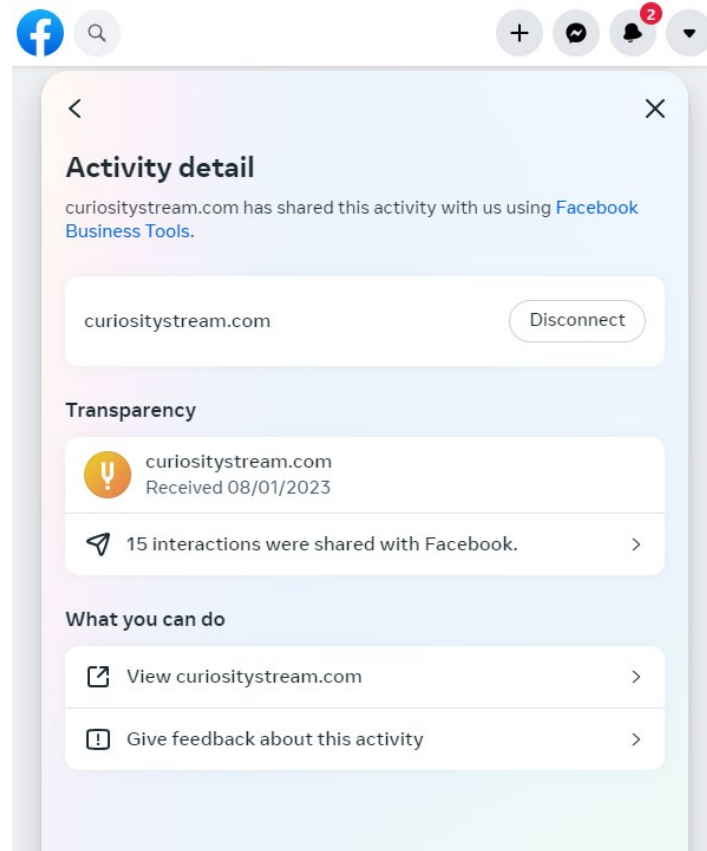 2
Activity detail
curiositystream.com has shared this activity with us using Facebook
Business Tools.
curiositystream.com
Disconnect
Transparency
curiositystream.com
Received 08/01/2023
15 interactions were shared with Facebook.
What you can do
View curiositystream.com
Give feedback about this activity